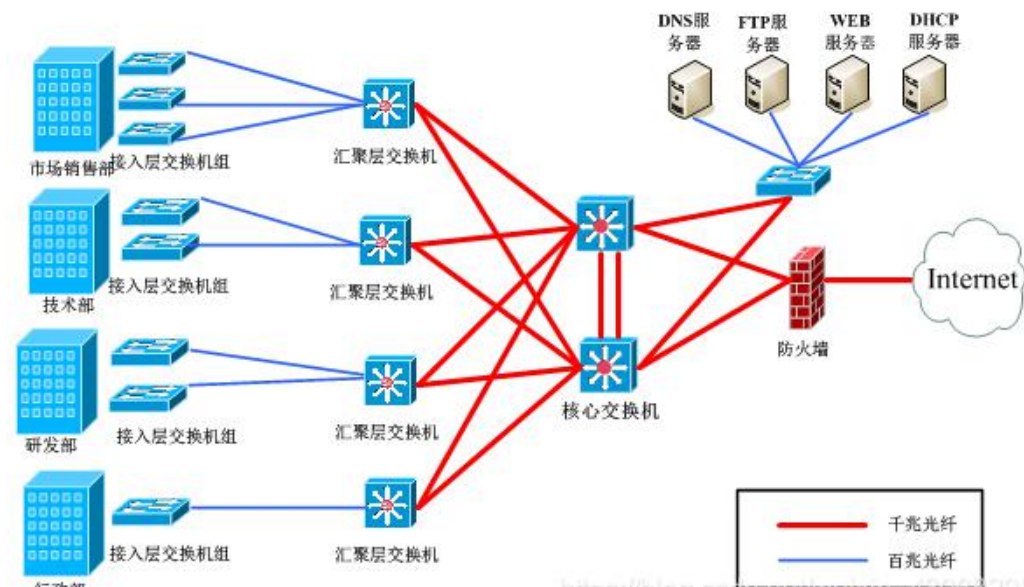 DNS服
务器
FTP服
务器
WEB
服务器
DHCP
服务器
市场销售部
接入层交换机组
汇聚层交换机
技术部
接入层交换机组
汇聚层交换机
Internet
防火墙
核心交换机
研发部
接入层交换机组
汇聚层交换机
接入层交换机组
汇聚层交换机
千兆光纤
百兆光纤